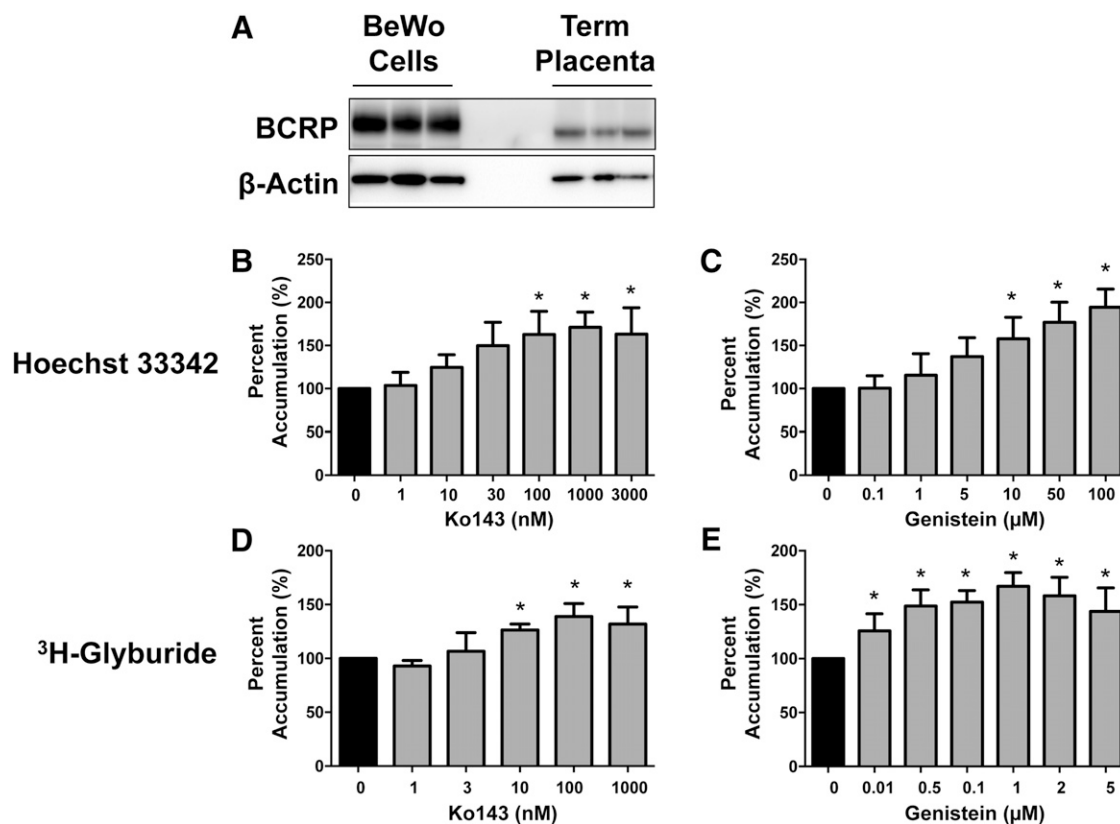 A
BeWo
Cells
Term
Placenta
BCRP
β-Actin
Hoechst 33342
B
Percent
Accumulation (%)
250
200
150
100
50
0
* * *
0 1 10 30 100 1000 3000
Ko143 (nM)
C
Percent
Accumulation (%)
250
200
150
100
50
0
* * *
0 0.1 1 5 10 50 100
Genistein (µM)
³H-Glyburide
D
Percent
Accumulation (%)
200
150
100
50
0
* * *
0 1 3 10 100 1000
Ko143 (nM)
E
Percent
Accumulation (%)
200
150
100
50
0
* * * * * *
0 0.01 0.5 0.1 1 2 5
Genistein (µM)